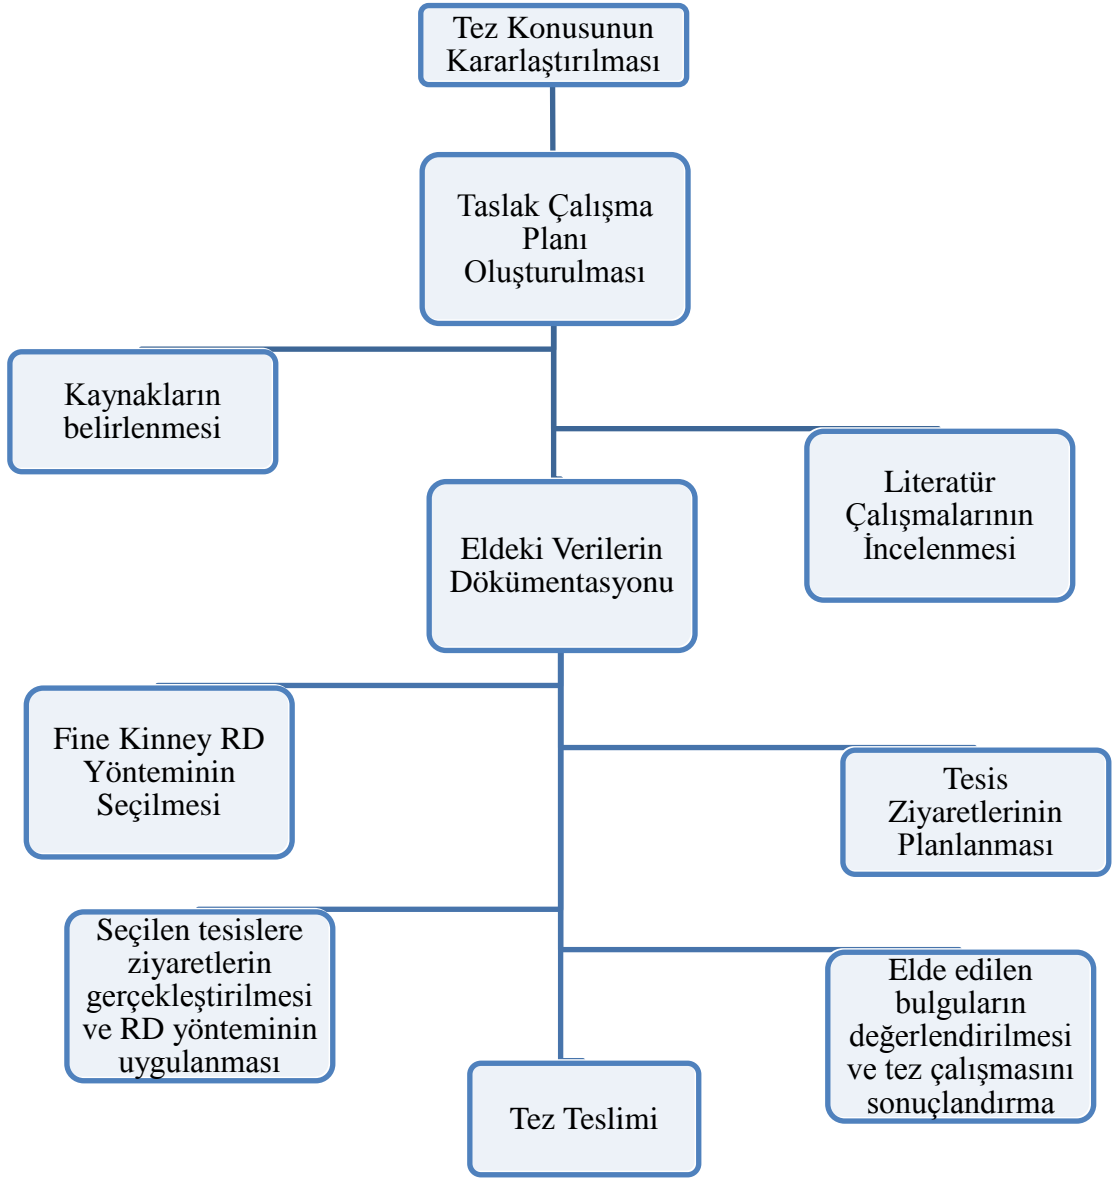 Tez Konusunun
Kararlaştırılması
Taslak Çalışma
Planı
Oluşturulması
Kaynakların
belirlenmesi
Literatür
Çalışmalarının
İncelenmesi
Eldeki Verilerin
Dökümentasyonu
Fine Kinney RD
Yönteminin
Seçilmesi
Tesis
Ziyaretlerinin
Planlanması
Seçilen tesislere
ziyaretlerin
gerçekleştirilmesi
ve RD yönteminin
uygulanması
Elde edilen
bulguların
değerlendirilmesi
ve tez çalışmasını
sonuçlandırma
Tez Teslimi